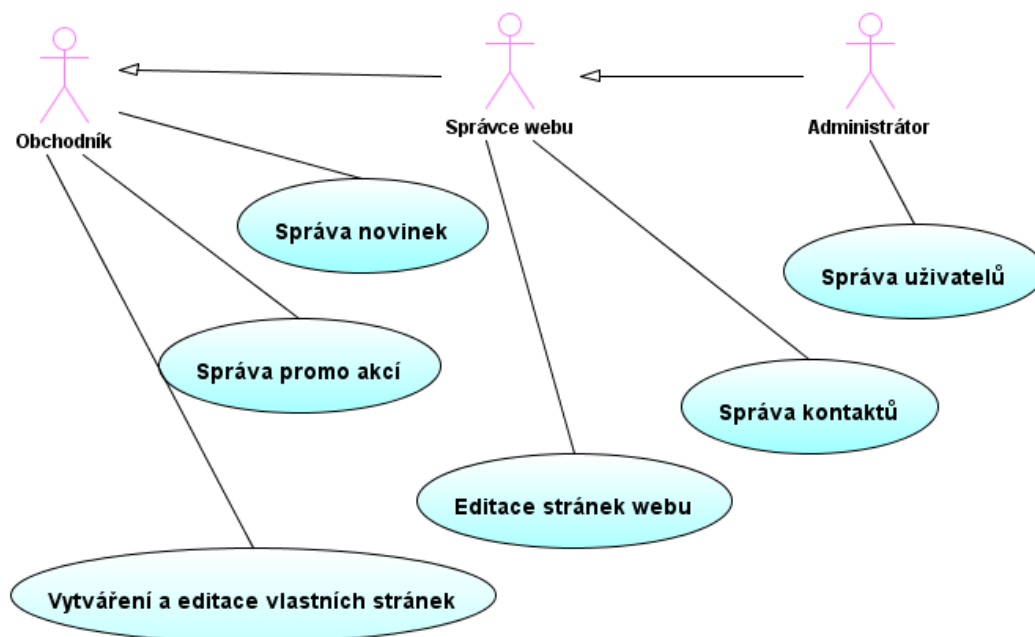 Obchodník
Správce webu
Administrátor
Správa novinek
Správa uživatelů
Správa promo akcí
Správa kontaktů
Editace stránek webu
Vytváření a editace vlastních stránek